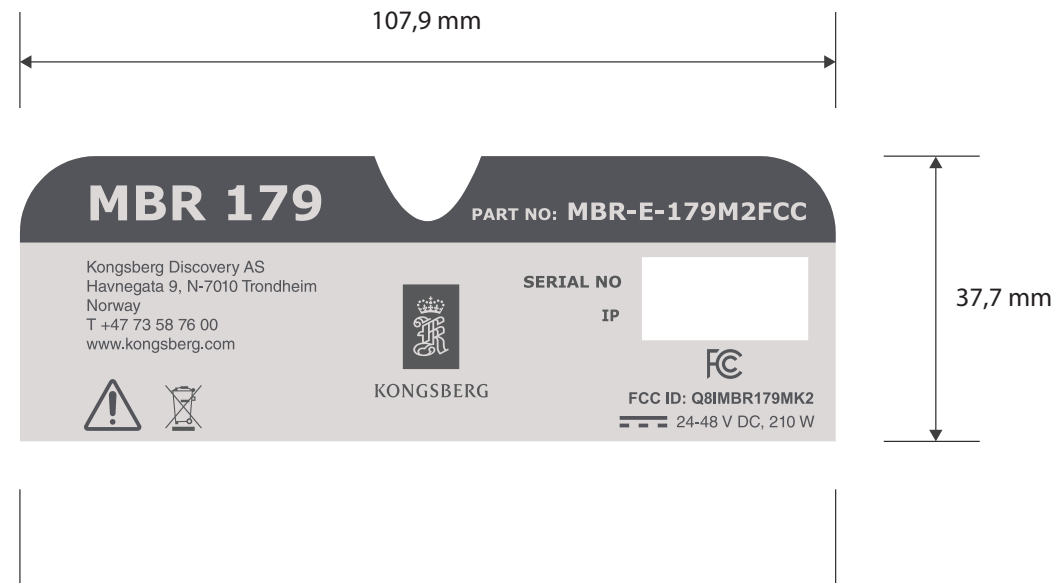 107,9 mm
MBR 179
PART NO: MBR-E-179M2FCC
Kongsberg Discovery AS
Havnegata 9, N-7010 Trondheim
Norway
T +47 73 58 76 00
www.kongsberg.com
KONGSBERG
SERIAL NO
IP
FC
FCC ID: Q8IMBR179MK2
24-48 V DC, 210 W
37,7 mm